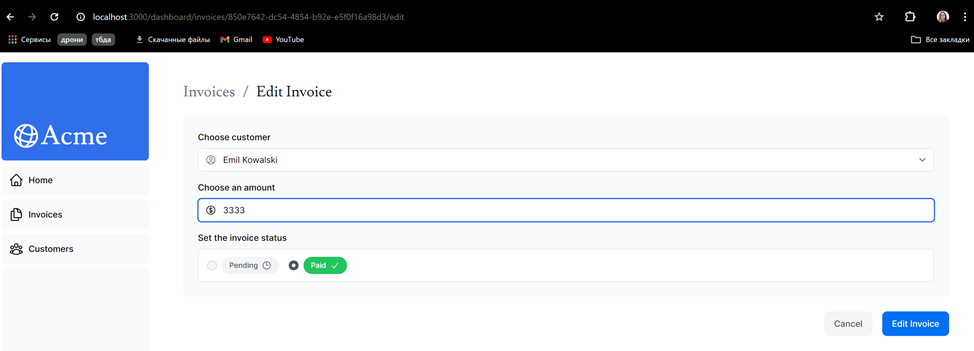 localhost:3000/dashboard/invoices/850e7642-dc54-4854-b92e-e5f0f16a98d3/edit
Сервисы дрони тбда Скачанные файлы Gmail YouTube Все закладки
Acme
Home
Invoices
Customers
Invoices / Edit Invoice
Choose customer
Emil Kowalski
Choose an amount
3333
Set the invoice status
Pending Paid
Cancel Edit Invoice